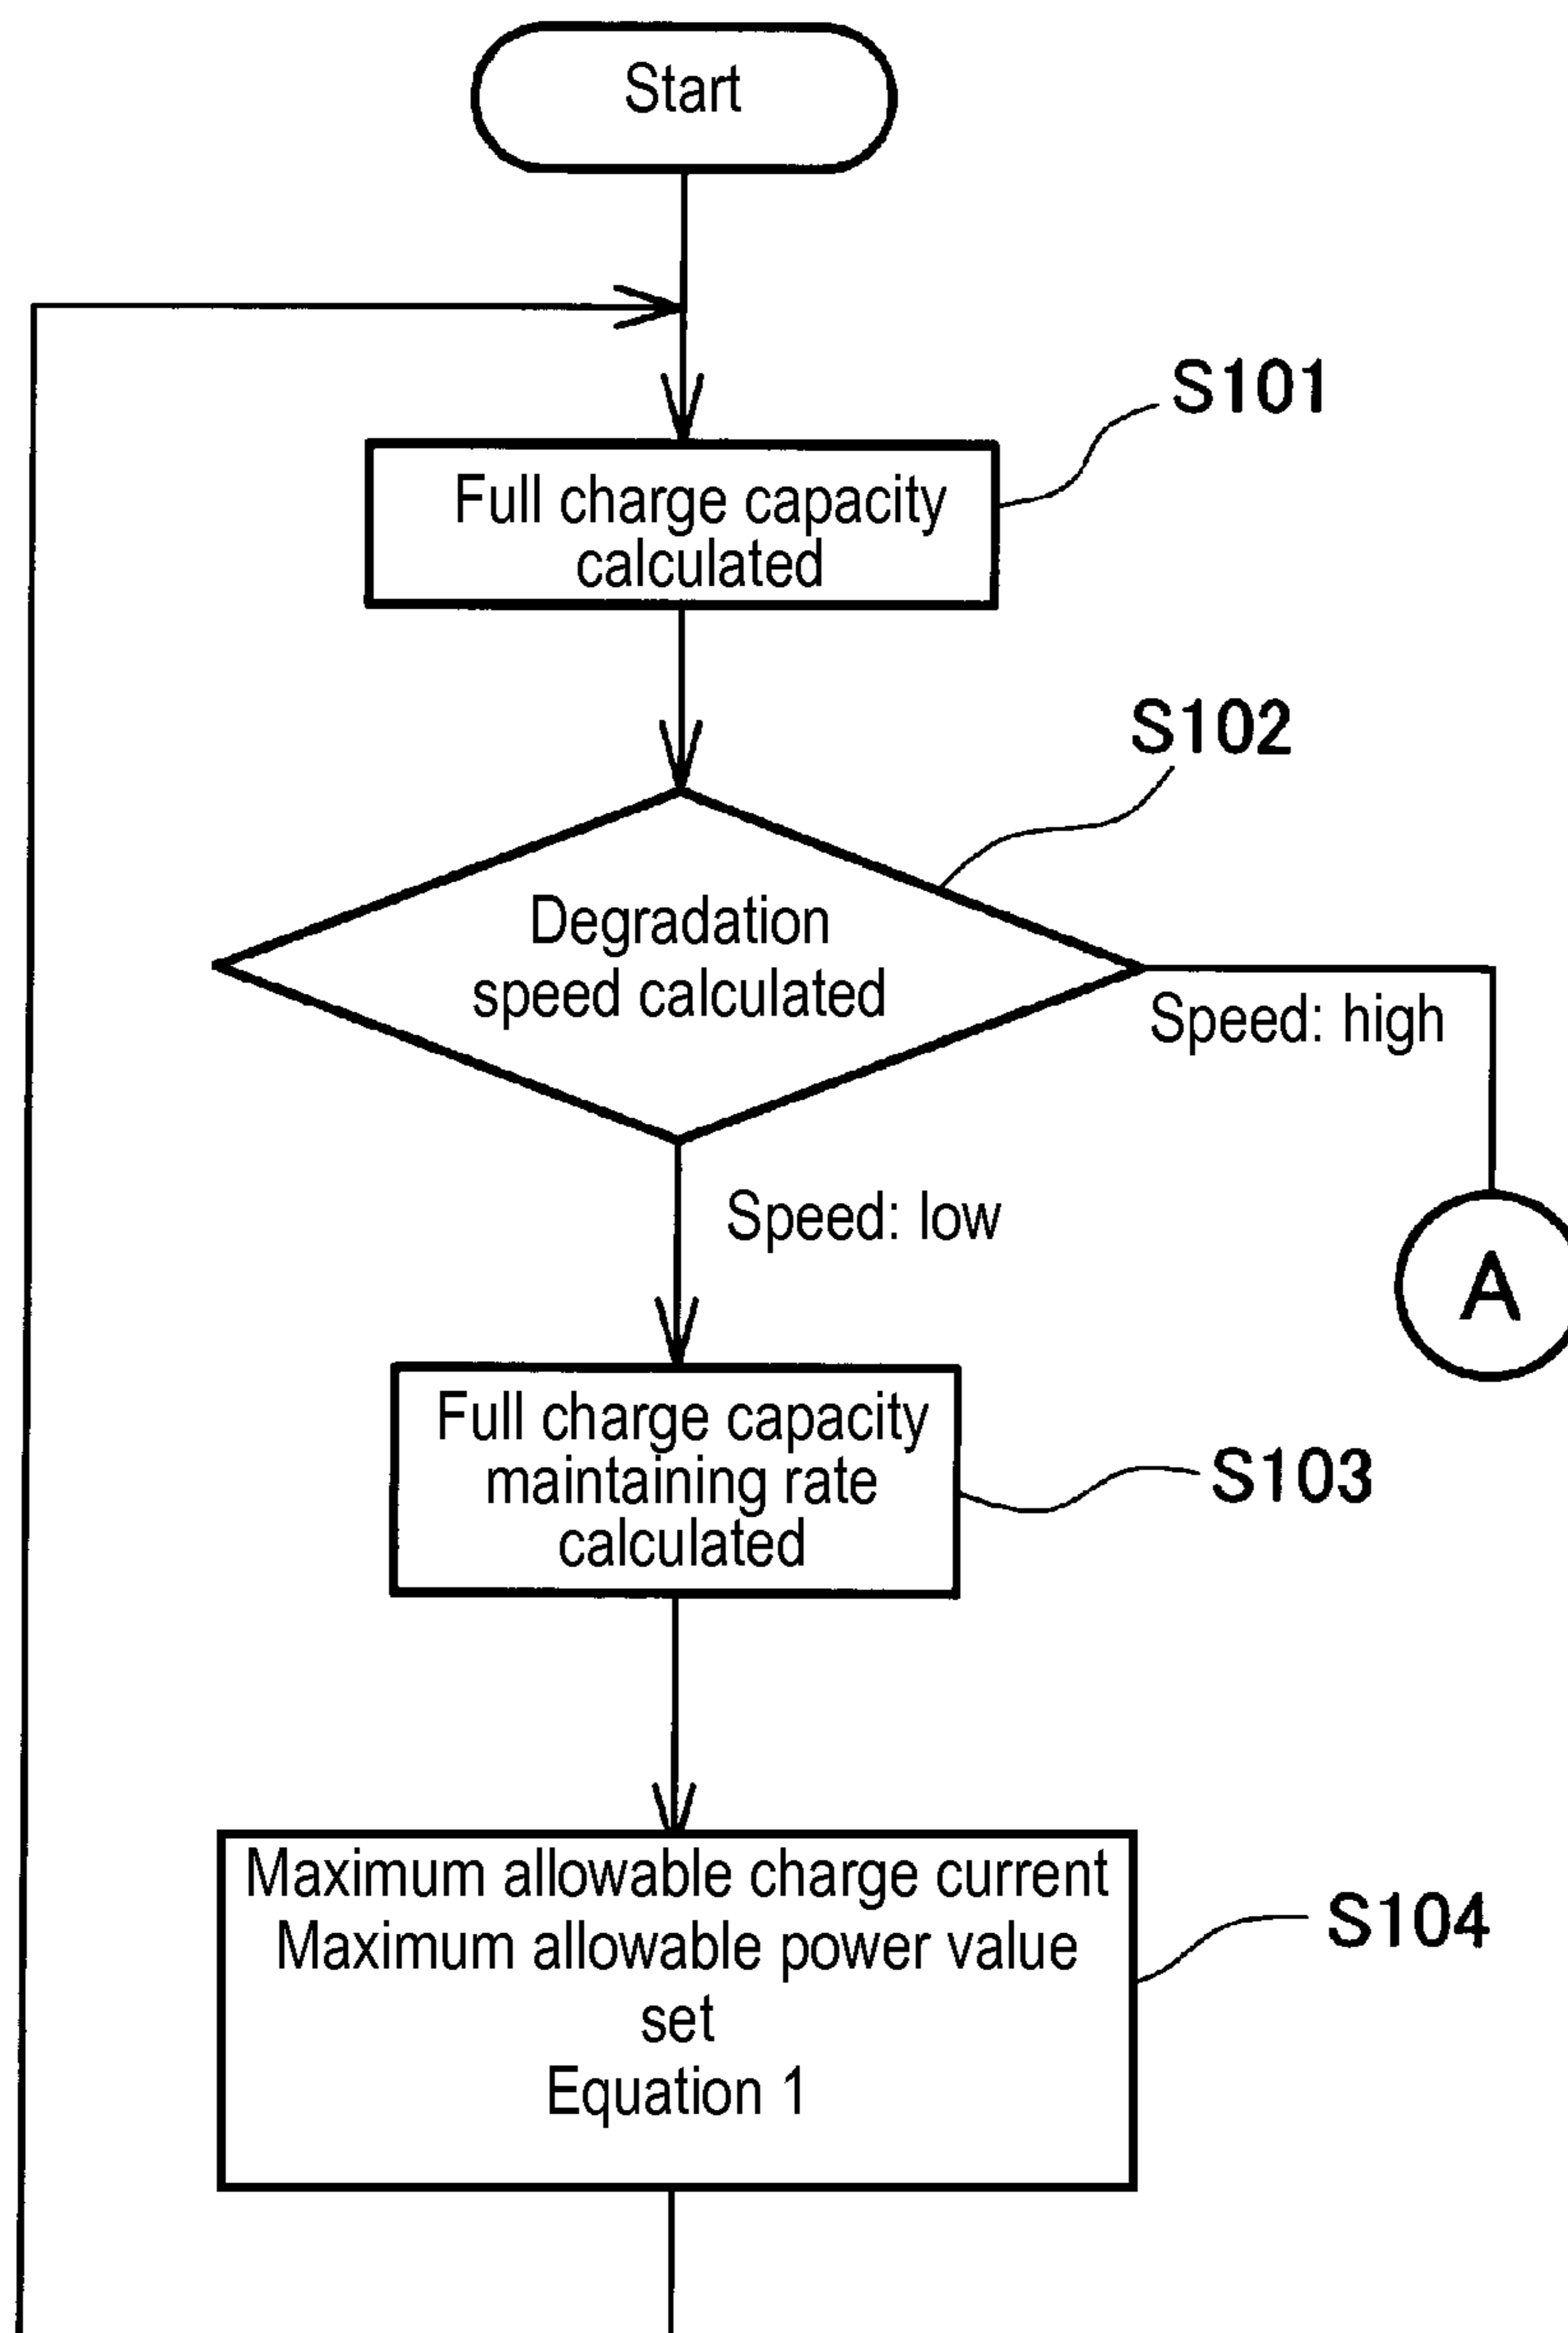 Start
S101
Full charge capacity
calculated
S102
Degradation
speed calculated
Speed: high
Speed: low
A
Full charge capacity
maintaining rate
calculated
S103
Maximum allowable charge current
Maximum allowable power value
set
Equation 1
S104